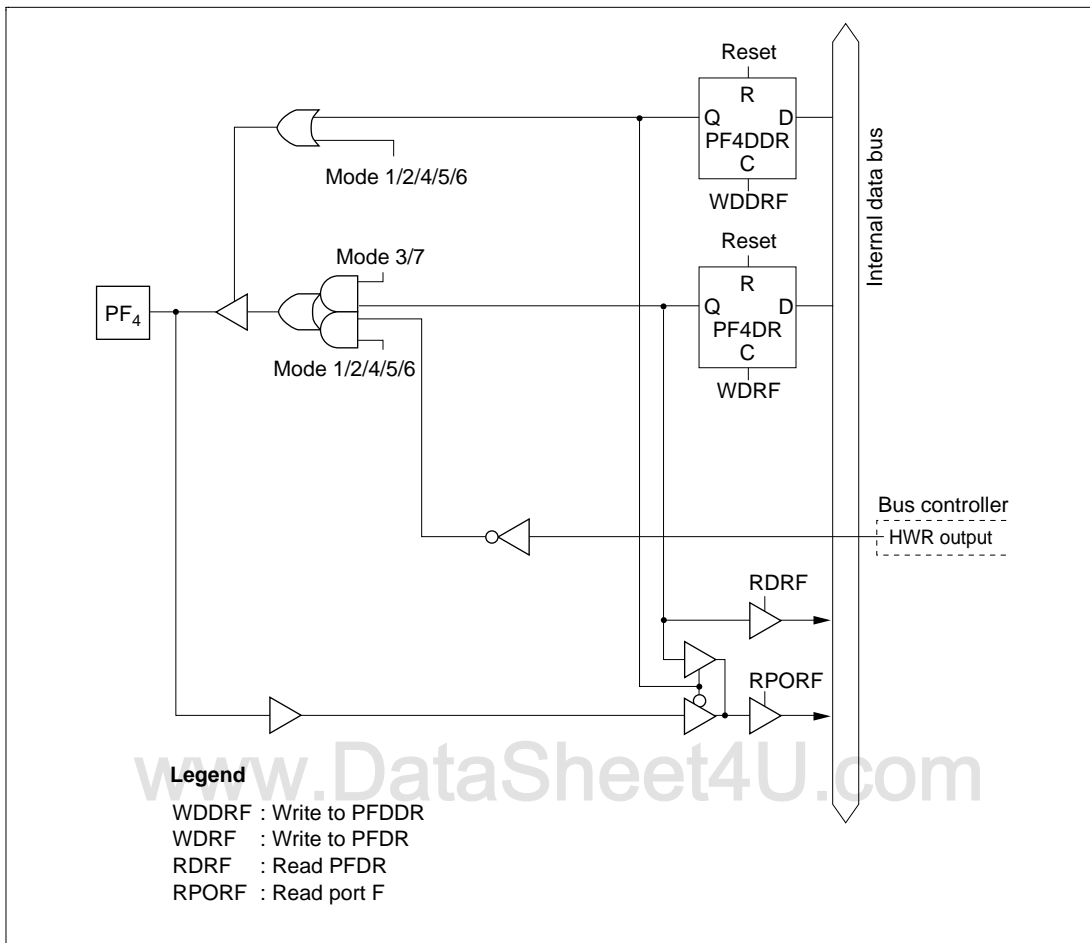 Reset
R
Q D
PF4DDR
C
WDDRF
Mode 1/2/4/5/6
Internal data bus
Reset
R
Q D
PF4DR
C
WDRF
Mode 3/7
PF4
Mode 1/2/4/5/6
Bus controller
HWR output
RDRF
RPORF
www.DataSheet4U.com
Legend
WDDRF : Write to PFDDR
WDRF : Write to PFDR
RDRF : Read PFDR
RPORF : Read port F